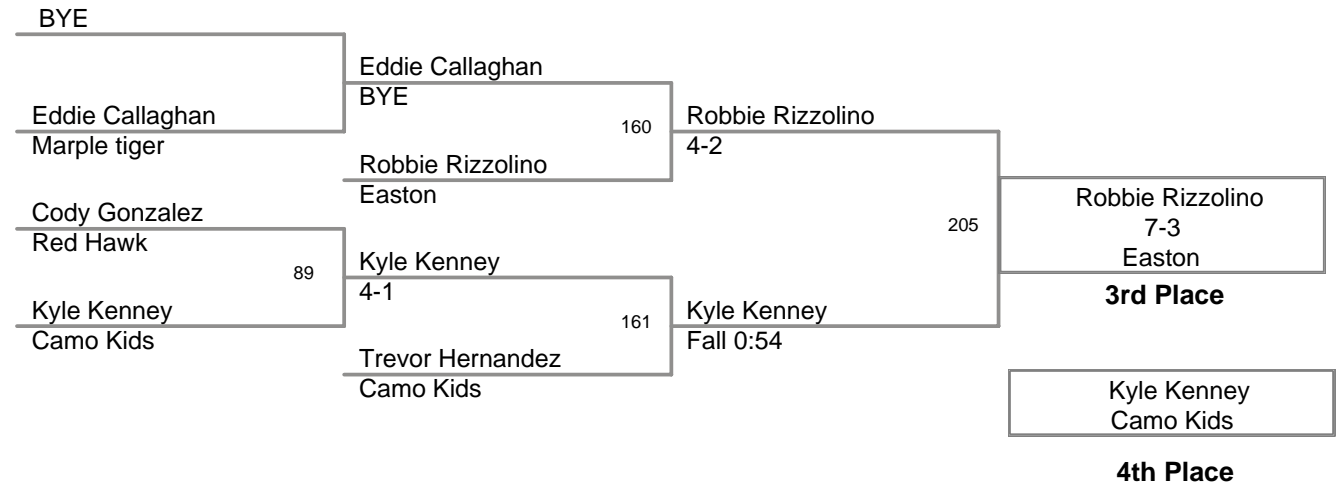 BYE
Eddie Callaghan
Marple tiger
Cody Gonzalez
Red Hawk
89
Kyle Kenney
Camo Kids
Eddie Callaghan
BYE
160
Robbie Rizzolino
Easton
Kyle Kenney
4-1
161
Trevor Hernandez
Camo Kids
Robbie Rizzolino
4-2
205
Kyle Kenney
Fall 0:54
Robbie Rizzolino
7-3
Easton
3rd Place
Kyle Kenney
Camo Kids
4th Place